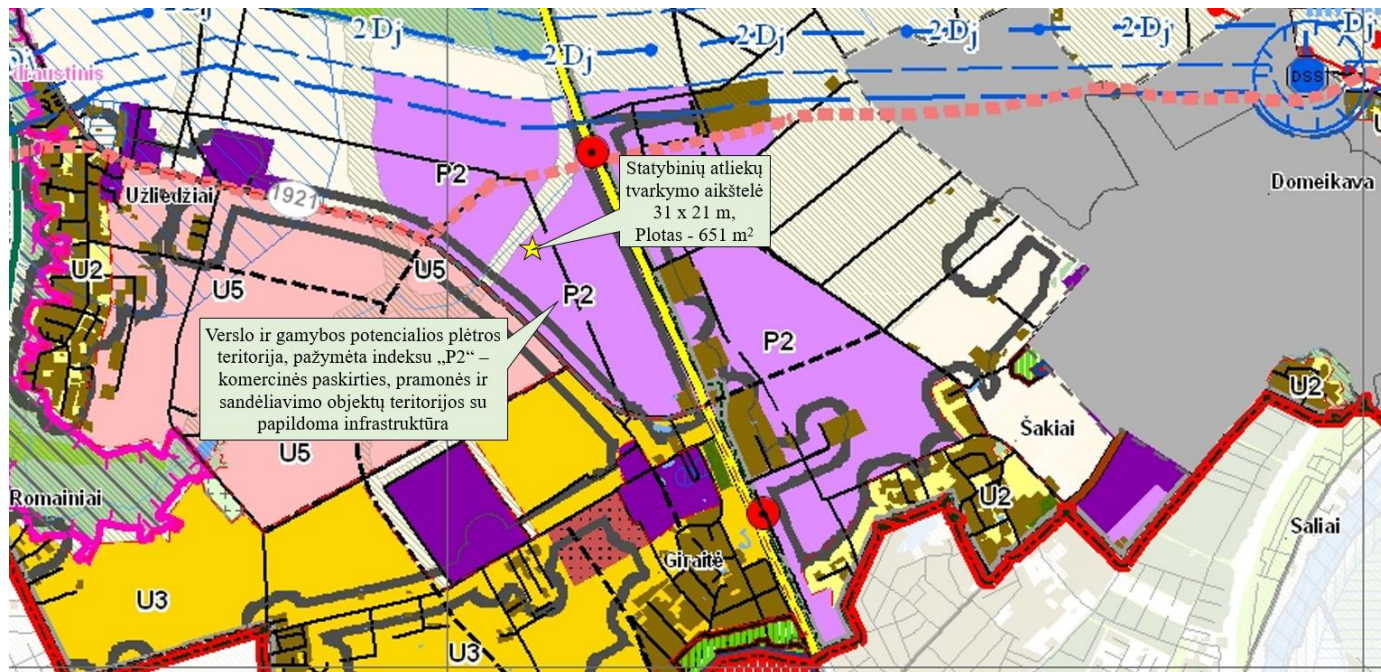 2 Dj
2 Dj
2 Dj
2 Dj
Dj
Dj
draustinis
DSS
P2
Statybinių atliekų
tvarkymo aikštelė
31 x 21 m,
Plotas - 651 m²
Domeikava
Užliedžiai
1921
U2
U5
U5
P2
P2
Verslo ir gamybos potencialios plėtros
teritorija, pažymėta indeksu „P2“ –
komercinės paskirties, pramonės ir
sandėliavimo objektų teritorijos su
papildoma infrastruktūra
U2
Šakiai
U5
Romainiai
U2
Saliai
Giraitė
U3
U3